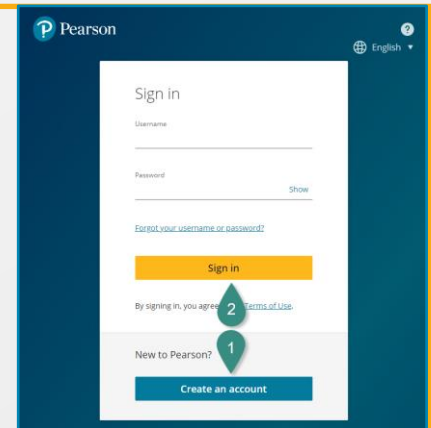 Pearson
?
English
Sign in
Username
Password
Show
Forgot your username or password?
Sign in
By signing in, you agree Terms of Use.
2
New to Pearson?
1
Create an account